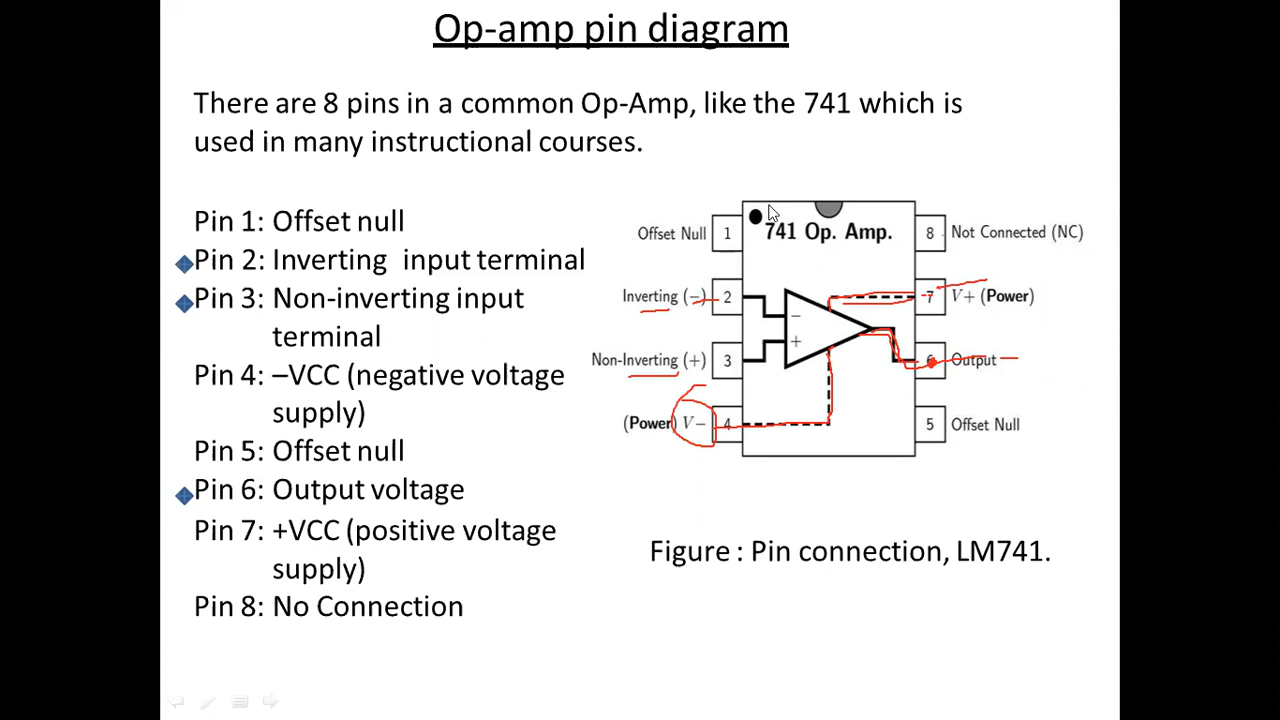 Op-amp pin diagram
There are 8 pins in a common Op-Amp, like the 741 which is
used in many instructional courses.
Pin 1: Offset null
Pin 2: Inverting input terminal
Pin 3: Non-inverting input
terminal
Pin 4: –VCC (negative voltage
supply)
Pin 5: Offset null
Pin 6: Output voltage
Pin 7: +VCC (positive voltage
supply)
Pin 8: No Connection
741 Op. Amp.
Offset Null 1
8 Not Connected (NC)
Inverting (−) 2
7 V+ (Power)
−
+
Non-Inverting (+) 3
6 Output
(Power) V− 4
5 Offset Null
Figure : Pin connection, LM741.